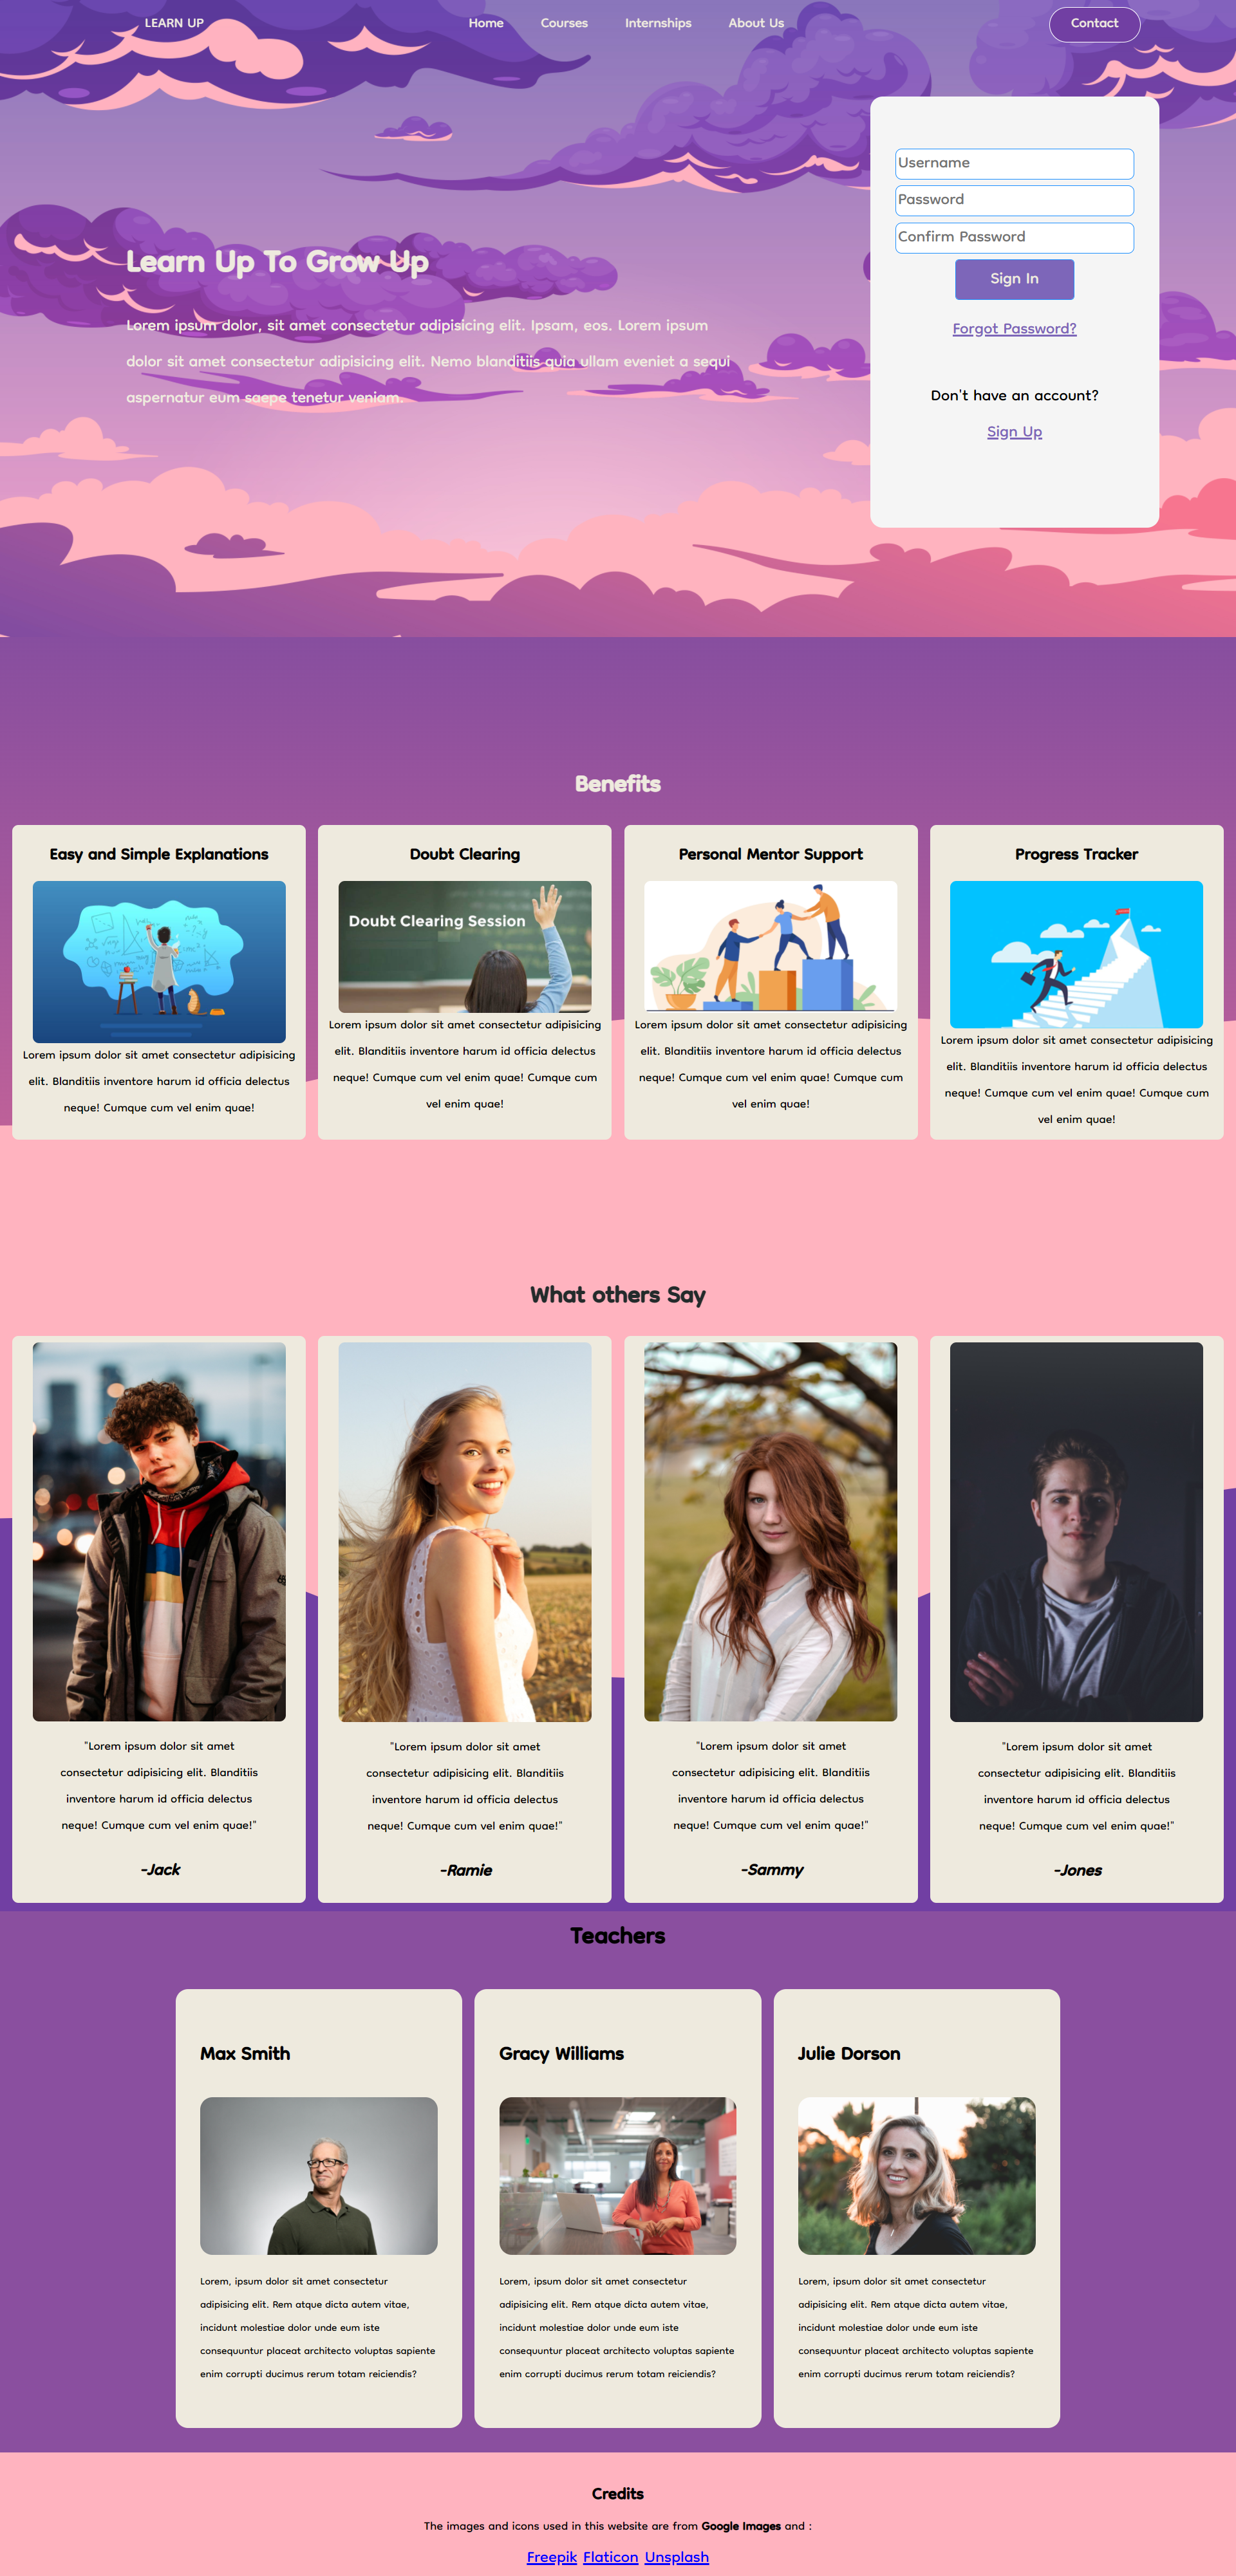 LEARN UP
Home
Courses
Internships
About Us
Contact
Learn Up To Grow Up
Lorem ipsum dolor, sit amet consectetur adipisicing elit. Ipsam, eos. Lorem ipsum
dolor sit amet consectetur adipisicing elit. Nemo blanditiis quia ullam eveniet a sequi
aspernatur eum saepe tenetur veniam.
Username
Password
Confirm Password
Sign In
Forgot Password?
Don't have an account?
Sign Up
Benefits
Easy and Simple Explanations
Lorem ipsum dolor sit amet consectetur adipisicing
elit. Blanditiis inventore harum id officia delectus
neque! Cumque cum vel enim quae!
Doubt Clearing
Doubt Clearing Session
Lorem ipsum dolor sit amet consectetur adipisicing
elit. Blanditiis inventore harum id officia delectus
neque! Cumque cum vel enim quae! Cumque cum
vel enim quae!
Personal Mentor Support
Lorem ipsum dolor sit amet consectetur adipisicing
elit. Blanditiis inventore harum id officia delectus
neque! Cumque cum vel enim quae! Cumque cum
vel enim quae!
Progress Tracker
Lorem ipsum dolor sit amet consectetur adipisicing
elit. Blanditiis inventore harum id officia delectus
neque! Cumque cum vel enim quae! Cumque cum
vel enim quae!
What others Say
"Lorem ipsum dolor sit amet
consectetur adipisicing elit. Blanditiis
inventore harum id officia delectus
neque! Cumque cum vel enim quae!"
-Jack
"Lorem ipsum dolor sit amet
consectetur adipisicing elit. Blanditiis
inventore harum id officia delectus
neque! Cumque cum vel enim quae!"
-Ramie
"Lorem ipsum dolor sit amet
consectetur adipisicing elit. Blanditiis
inventore harum id officia delectus
neque! Cumque cum vel enim quae!"
-Sammy
"Lorem ipsum dolor sit amet
consectetur adipisicing elit. Blanditiis
inventore harum id officia delectus
neque! Cumque cum vel enim quae!"
-Jones
Teachers
Max Smith
Lorem, ipsum dolor sit amet consectetur
adipisicing elit. Rem atque dicta autem vitae,
incidunt molestiae dolor unde eum iste
consequuntur placeat architecto voluptas sapiente
enim corrupti ducimus rerum totam reiciendis?
Gracy Williams
Lorem, ipsum dolor sit amet consectetur
adipisicing elit. Rem atque dicta autem vitae,
incidunt molestiae dolor unde eum iste
consequuntur placeat architecto voluptas sapiente
enim corrupti ducimus rerum totam reiciendis?
Julie Dorson
Lorem, ipsum dolor sit amet consectetur
adipisicing elit. Rem atque dicta autem vitae,
incidunt molestiae dolor unde eum iste
consequuntur placeat architecto voluptas sapiente
enim corrupti ducimus rerum totam reiciendis?
Credits
The images and icons used in this website are from Google Images and :
Freepik Flaticon Unsplash